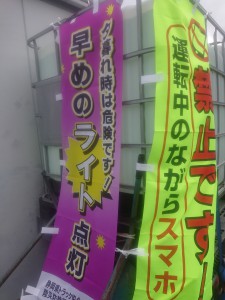 夕暮れ時は危険です!
早めのライト点灯
禁止です!
運転中のながらスマホ